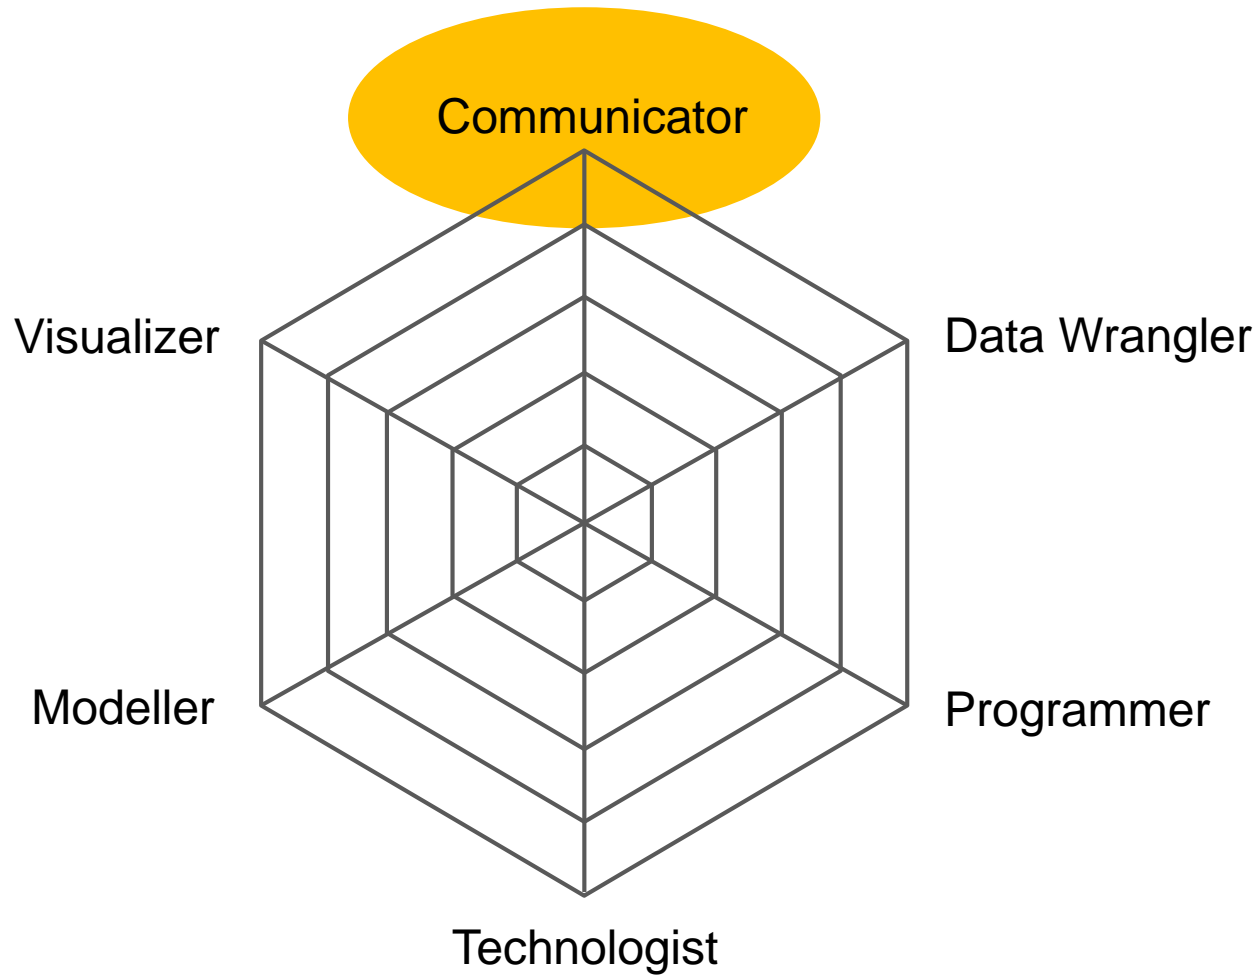 Communicator
Visualizer
Data Wrangler
Modeller
Programmer
Technologist